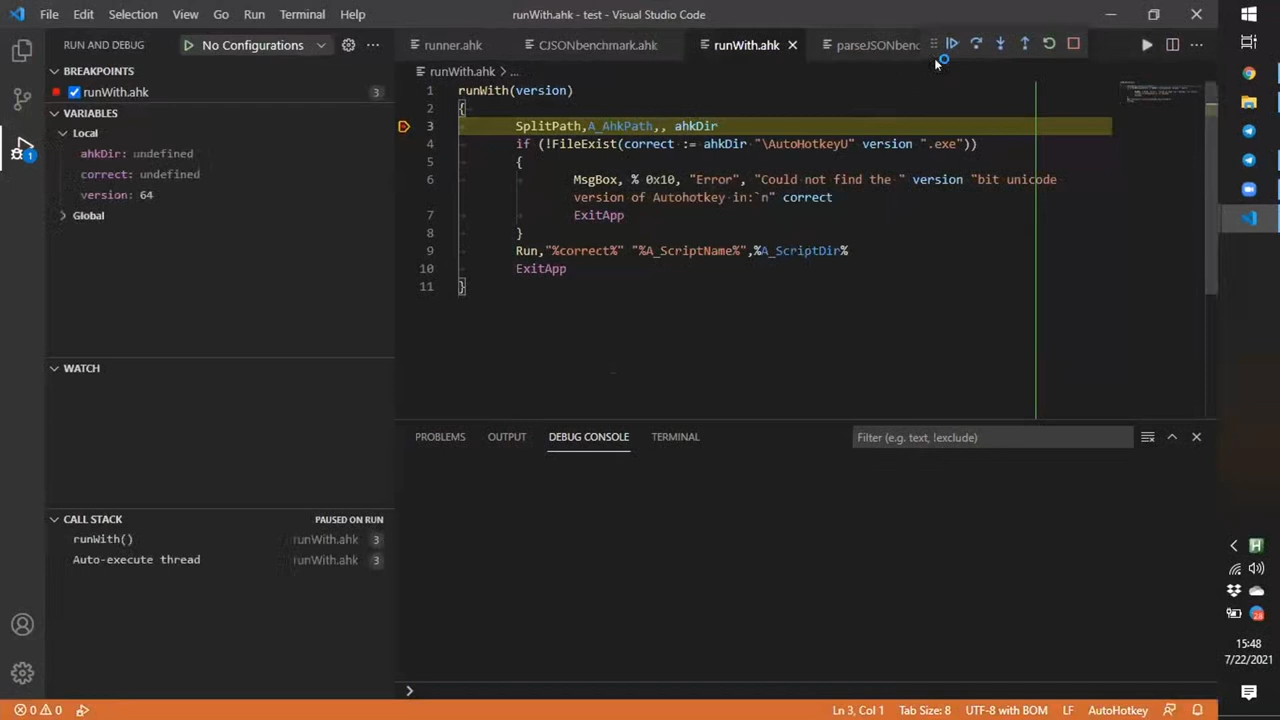 File Edit Selection View Go Run Terminal Help
runWith.ahk - test - Visual Studio Code
RUN AND DEBUG
No Configurations
runner.ahk
CJSONbenchmark.ahk
runWith.ahk
parseJSONbenc
BREAKPOINTS
runWith.ahk
3
VARIABLES
Local
ahkDir: undefined
correct: undefined
version: 64
Global
WATCH
CALL STACK
PAUSED ON RUN
runWith()
runWith.ahk
3
Auto-execute thread
runWith.ahk
3
runWith.ahk > ...
1 runWith(version)
2 {
3 SplitPath,A_AhkPath,, ahkDir
4 if (!FileExist(correct := ahkDir "\AutoHotkeyU" version ".exe"))
5 {
6 MsgBox, % 0x10, "Error", "Could not find the " version "bit unicode
version of Autohotkey in:`n" correct
7 ExitApp
8 }
9 Run,"%correct%" "%A_ScriptName%",%A_ScriptDir%
10 ExitApp
11 }
PROBLEMS OUTPUT DEBUG CONSOLE TERMINAL
Filter (e.g. text, !exclude)
1
0 0
Ln 3, Col 1 Tab Size: 8 UTF-8 with BOM LF AutoHotkey
H
28
15:48
7/22/2021